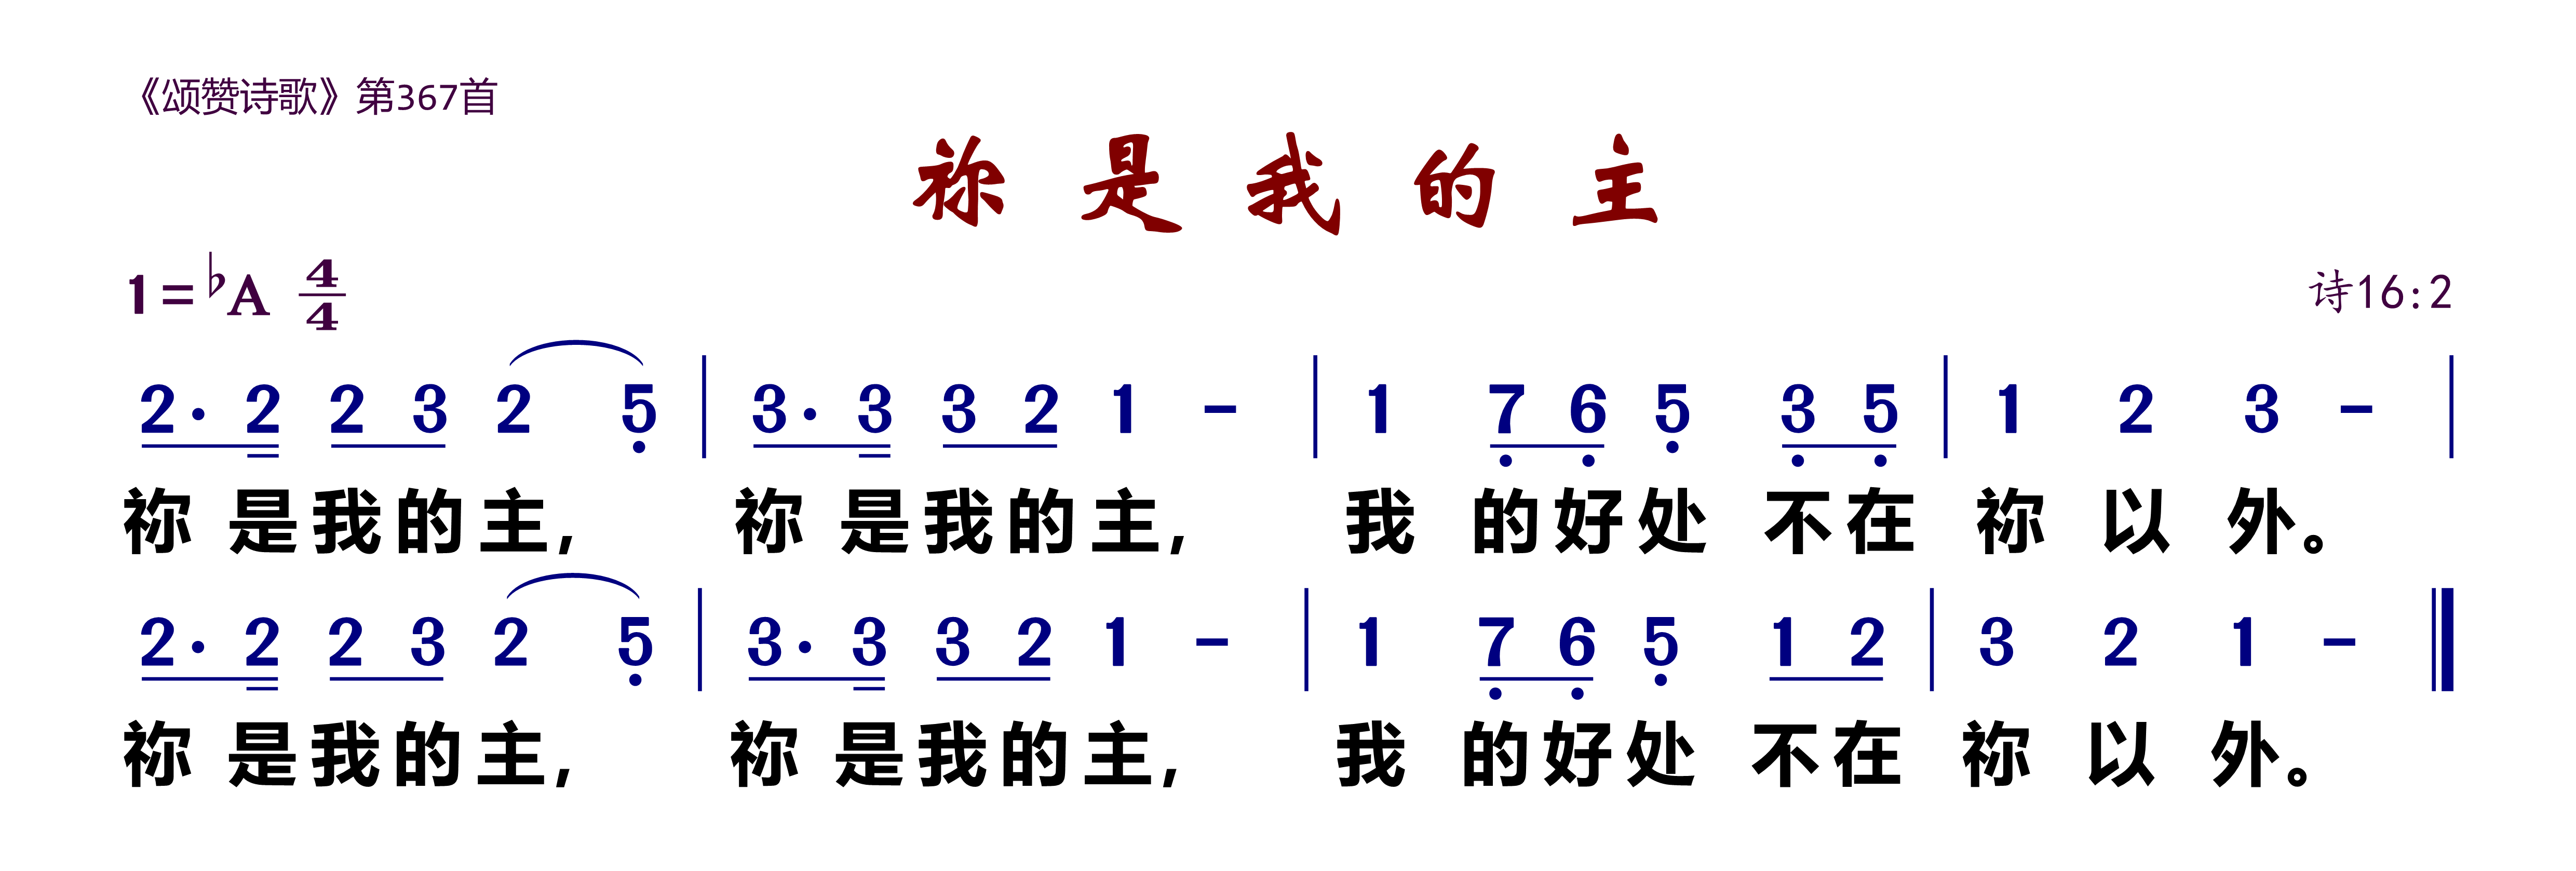 《颂赞诗歌》第367首
祢是我的主
1=♭A 4/4
诗16:2
2· 2 2 3 2 5 | 3· 3 3 2 1 - | 1 7 6 5 3 5 | 1 2 3 - |
祢是我的主, 祢是我的主, 我的好处不在祢以外。
2· 2 2 3 2 5 | 3· 3 3 2 1 - | 1 7 6 5 1 2 | 3 2 1 - ‖
祢是我的主, 祢是我的主, 我的好处不在祢以外。